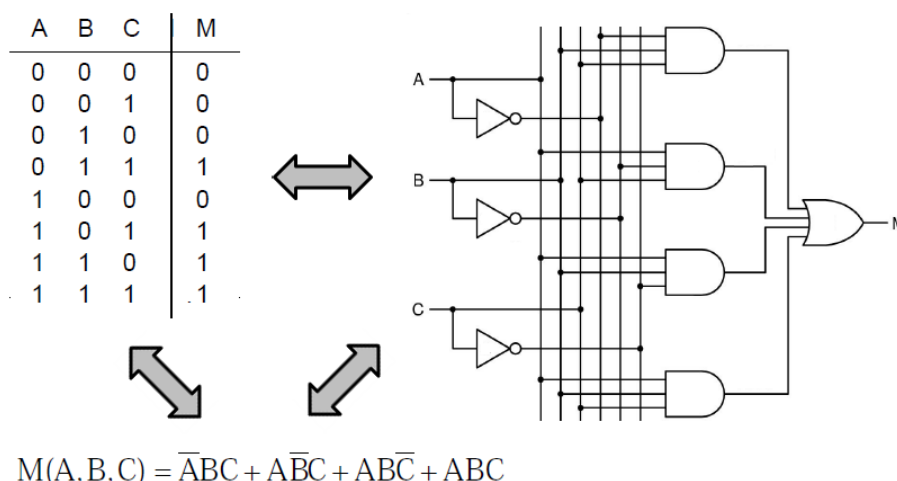 A B C M
0 0 0 0
0 0 1 0
0 1 0 0
0 1 1 1
1 0 0 0
1 0 1 1
1 1 0 1
1 1 1 1
A
B
C
M
M(A,B,C) = A̅BC + AB̅C + ABC̅ + ABC